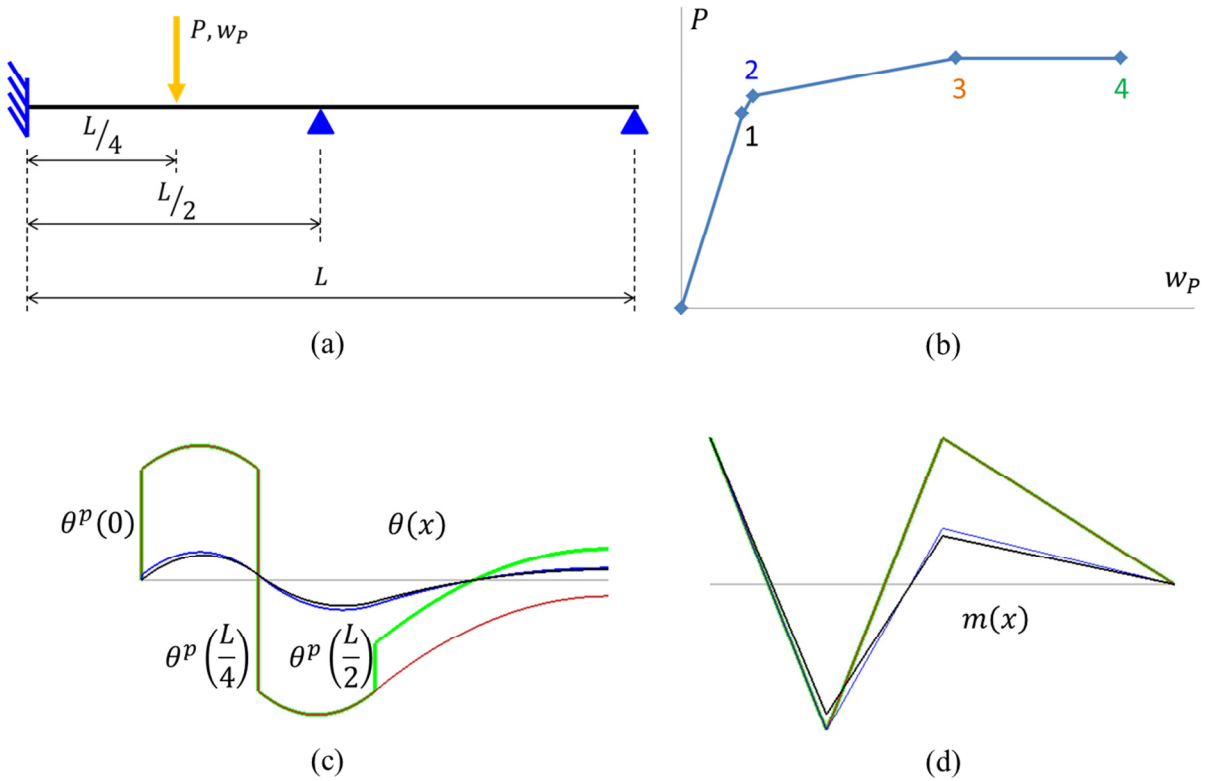 P, w_P
L/4
L/2
L
(a)
P
1
2
3
4
w_P
(b)
θ^p(0)
θ(x)
θ^p(L/4)
θ^p(L/2)
(c)
m(x)
(d)